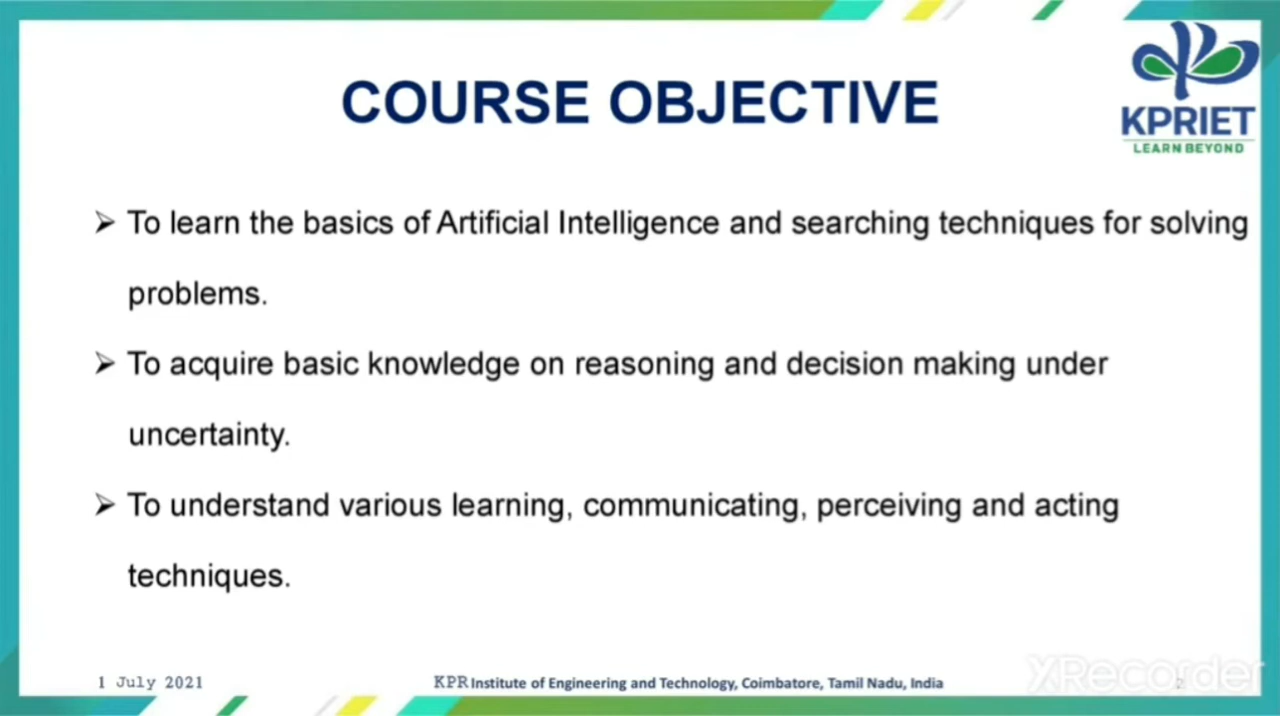 COURSE OBJECTIVE
KPRIET
LEARN BEYOND
➢ To learn the basics of Artificial Intelligence and searching techniques for solving
problems.
➢ To acquire basic knowledge on reasoning and decision making under
uncertainty.
➢ To understand various learning, communicating, perceiving and acting
techniques.
1 July 2021
KPR Institute of Engineering and Technology, Coimbatore, Tamil Nadu, India
XRecorder
2